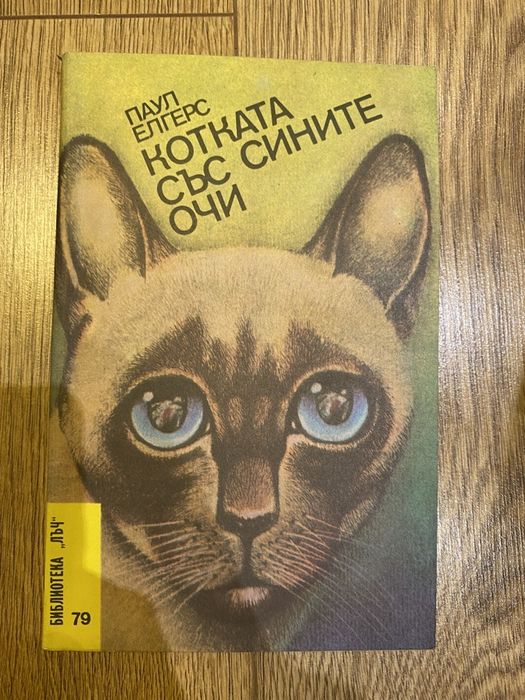 ПАУЛ
ЕЛГЕРС
КОТКАТА
СЪС СИНИТЕ
ОЧИ
БИБЛИОТЕКА „ЛЪЧ“
79